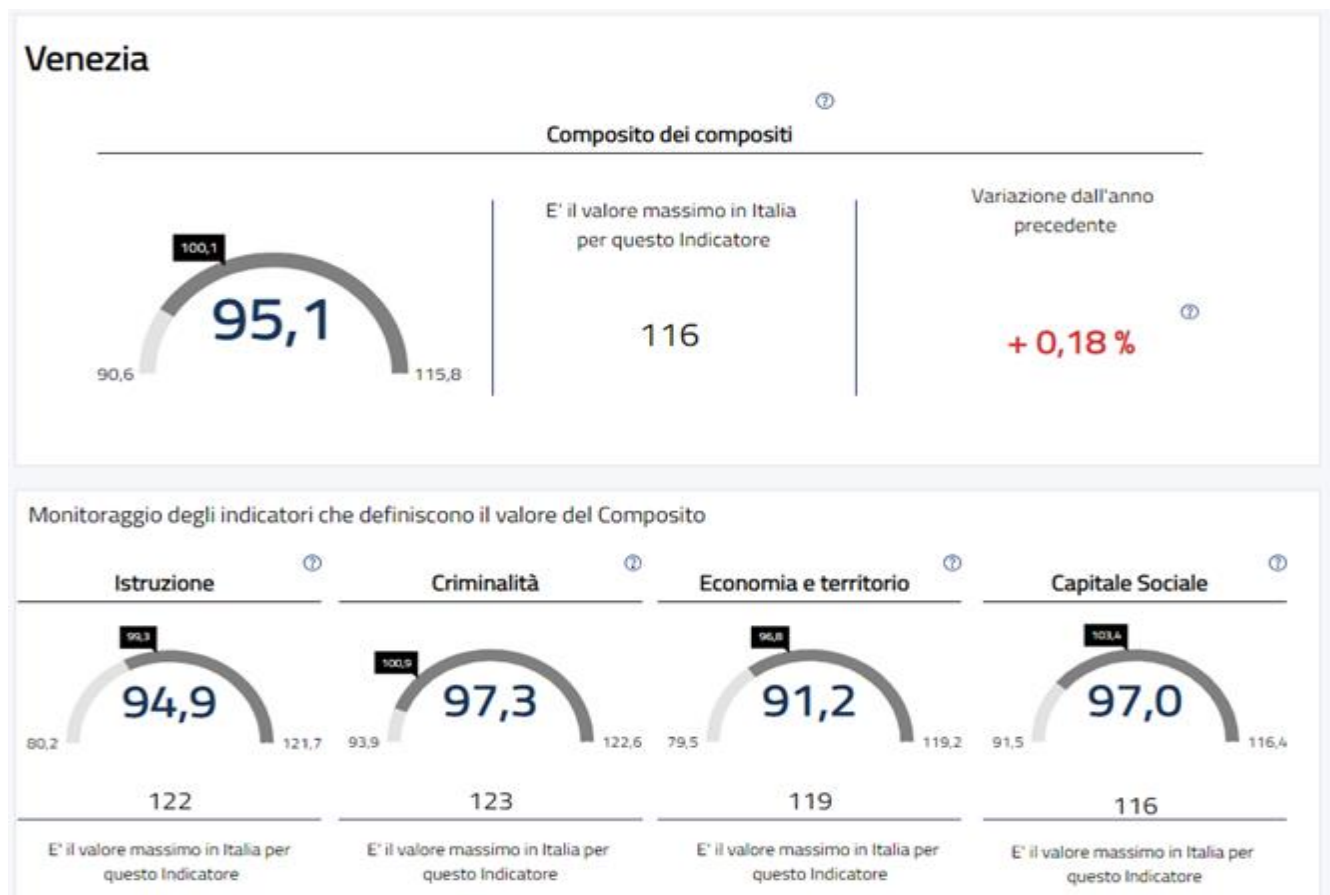 Venezia
Composito dei compositi
E' il valore massimo in Italia
per questo Indicatore
Variazione dall'anno
precedente
100,1
95,1
116
+ 0,18 %
90,6
115,8
Monitoraggio degli indicatori che definiscono il valore del Composito
Istruzione
Criminalità
Economia e territorio
Capitale Sociale
99,3
100,9
96,8
103,4
94,9
97,3
91,2
97,0
80,2
121,7
93,9
122,6
79,5
119,2
91,5
116,4
122
123
119
116
E' il valore massimo in Italia per
questo Indicatore
E' il valore massimo in Italia per
questo Indicatore
E' il valore massimo in Italia per
questo Indicatore
E' il valore massimo in Italia per
questo Indicatore